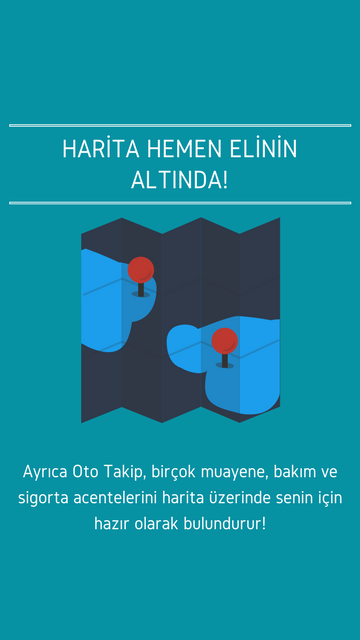 HARİTA HEMEN ELİNİN
ALTINDA!
Ayrıca Oto Takip, birçok muayene, bakım ve
sigorta acentelerini harita üzerinde senin için
hazır olarak bulundurur!